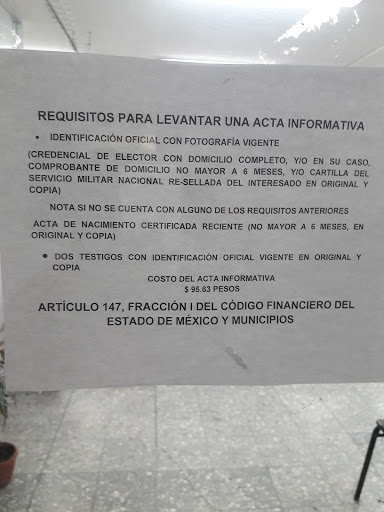 REQUISITOS PARA LEVANTAR UNA ACTA INFORMATIVA
• IDENTIFICACIÓN OFICIAL CON FOTOGRAFÍA VIGENTE
(CREDENCIAL DE ELECTOR CON DOMICILIO COMPLETO, Y/O EN SU CASO,
COMPROBANTE DE DOMICILIO NO MAYOR A 6 MESES, Y/O CARTILLA DEL
SERVICIO MILITAR NACIONAL RE-SELLADA DEL INTERESADO EN ORIGINAL Y
COPIA)
NOTA SI NO SE CUENTA CON ALGUNO DE LOS REQUISITOS ANTERIORES
ACTA DE NACIMIENTO CERTIFICADA RECIENTE (NO MAYOR A 6 MESES, EN
ORIGINAL Y COPIA)
• DOS TESTIGOS CON IDENTIFICACIÓN OFICIAL VIGENTE EN ORIGINAL Y
COPIA
COSTO DEL ACTA INFORMATIVA
$ 95.63 PESOS
ARTÍCULO 147, FRACCIÓN I DEL CÓDIGO FINANCIERO DEL
ESTADO DE MÉXICO Y MUNICIPIOS